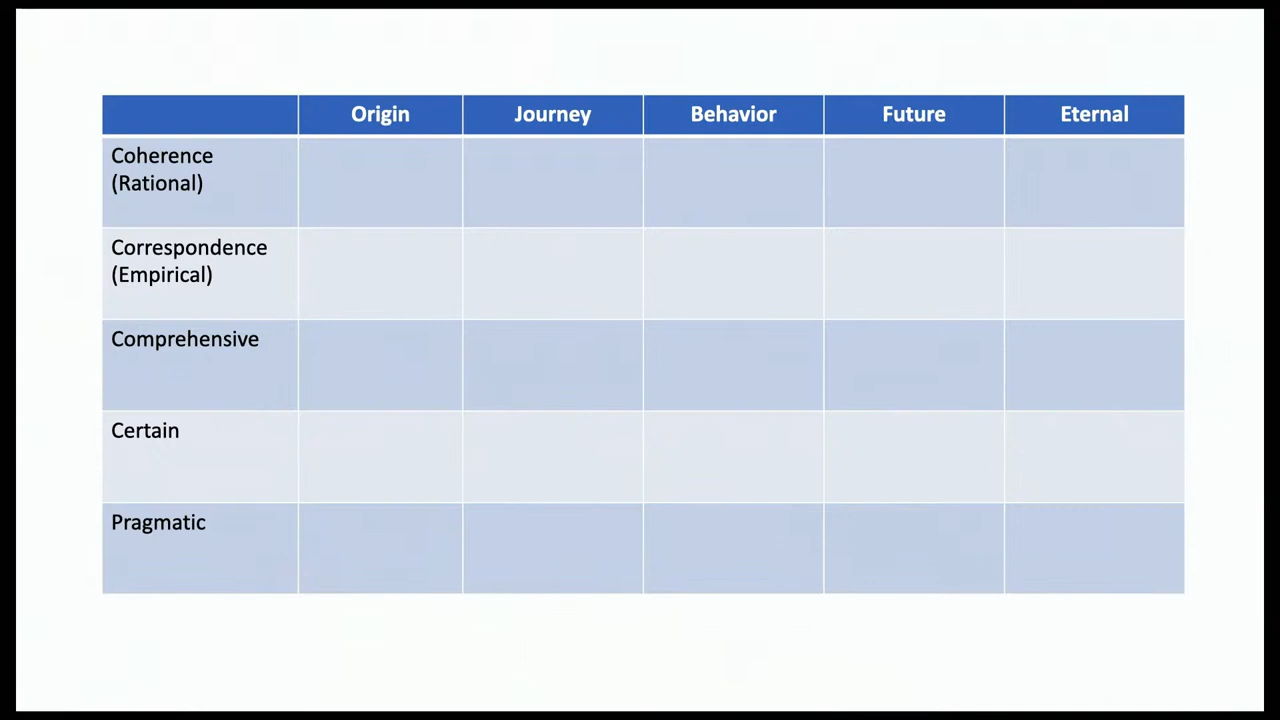 Origin Journey Behavior Future Eternal
Coherence
(Rational)
Correspondence
(Empirical)
Comprehensive
Certain
Pragmatic